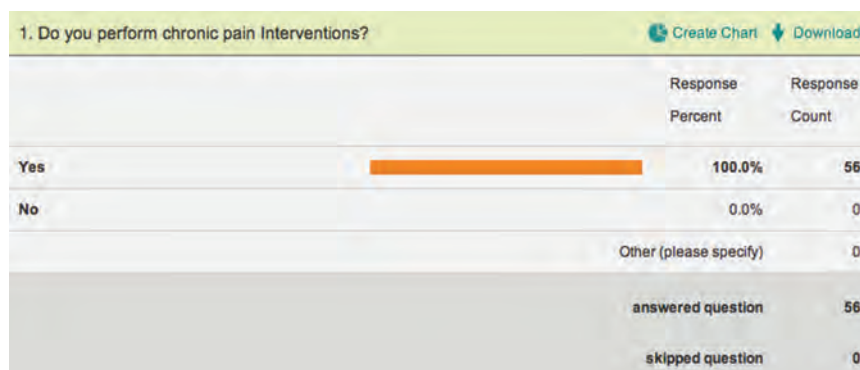 1. Do you perform chronic pain Interventions? Create Chart Download
Response Response
Percent Count
Yes 100.0% 56
No 0.0% 0
Other (please specify) 0
answered question 56
skipped question 0